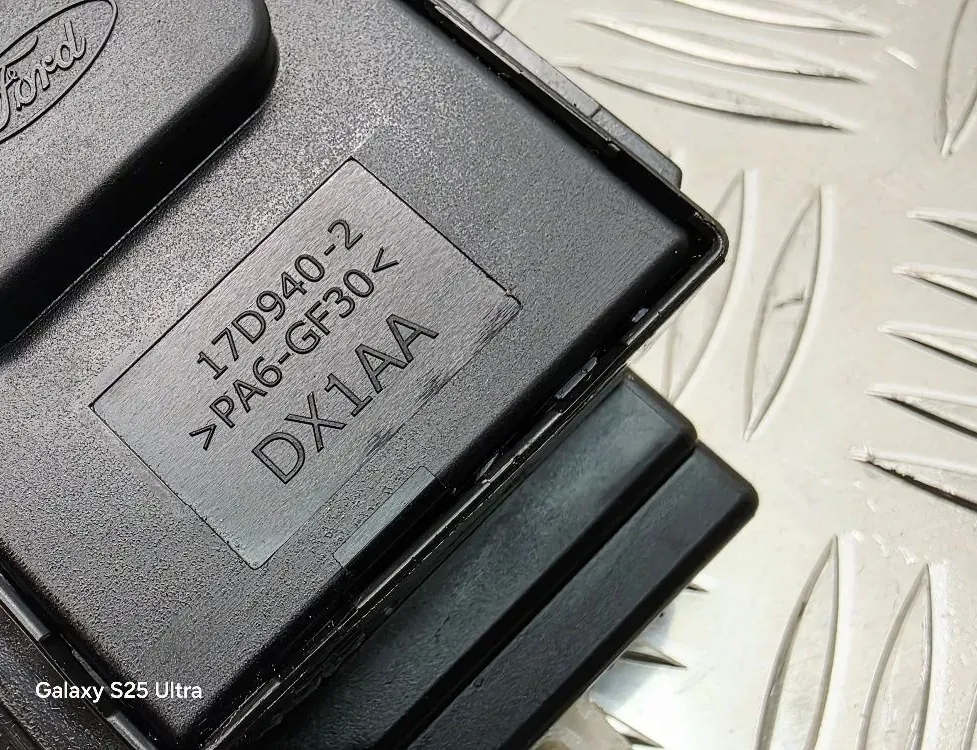 Ford
17D940-2
>PA6-GF30<
DX1AA
Galaxy S25 Ultra